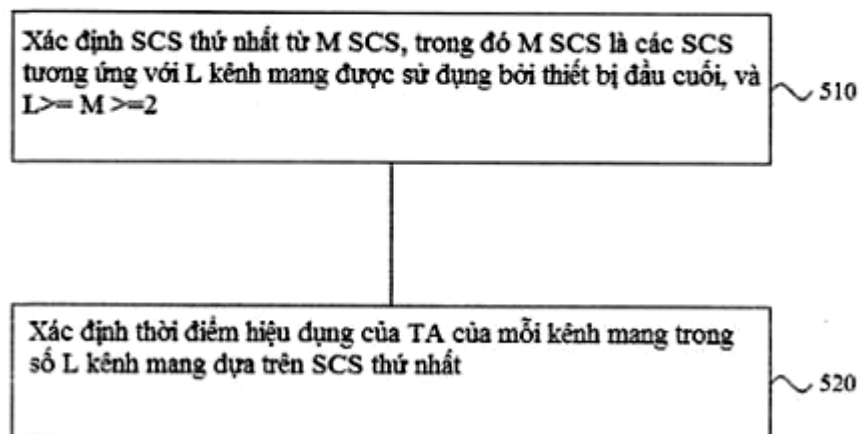 Xác định SCS thứ nhất từ M SCS, trong đó M SCS là các SCS
tương ứng với L kênh mang được sử dụng bởi thiết bị đầu cuối, và
L>= M >=2
510
Xác định thời điểm hiệu dụng của TA của mỗi kênh mang trong
số L kênh mang dựa trên SCS thứ nhất
520